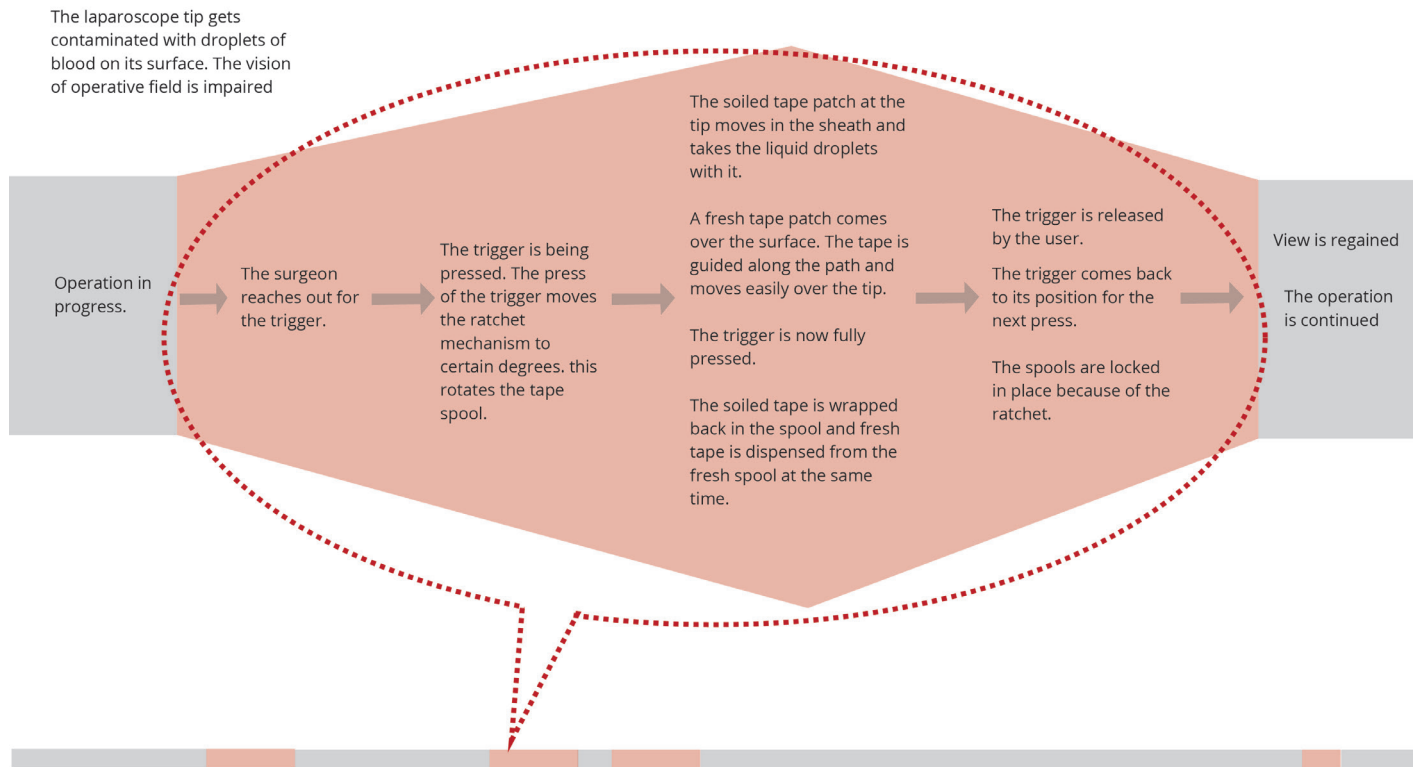 The laparoscope tip gets
contaminated with droplets of
blood on its surface. The vision
of operative field is impaired
Operation in
progress.
The surgeon
reaches out for
the trigger.
The trigger is being
pressed. The press
of the trigger moves
the ratchet
mechanism to
certain degrees. this
rotates the tape
spool.
The soiled tape patch at the
tip moves in the sheath and
takes the liquid droplets
with it.
A fresh tape patch comes
over the surface. The tape is
guided along the path and
moves easily over the tip.
The trigger is now fully
pressed.
The soiled tape is wrapped
back in the spool and fresh
tape is dispensed from the
fresh spool at the same
time.
The trigger is released
by the user.
The trigger comes back
to its position for the
next press.
The spools are locked
in place because of the
ratchet.
View is regained
The operation
is continued